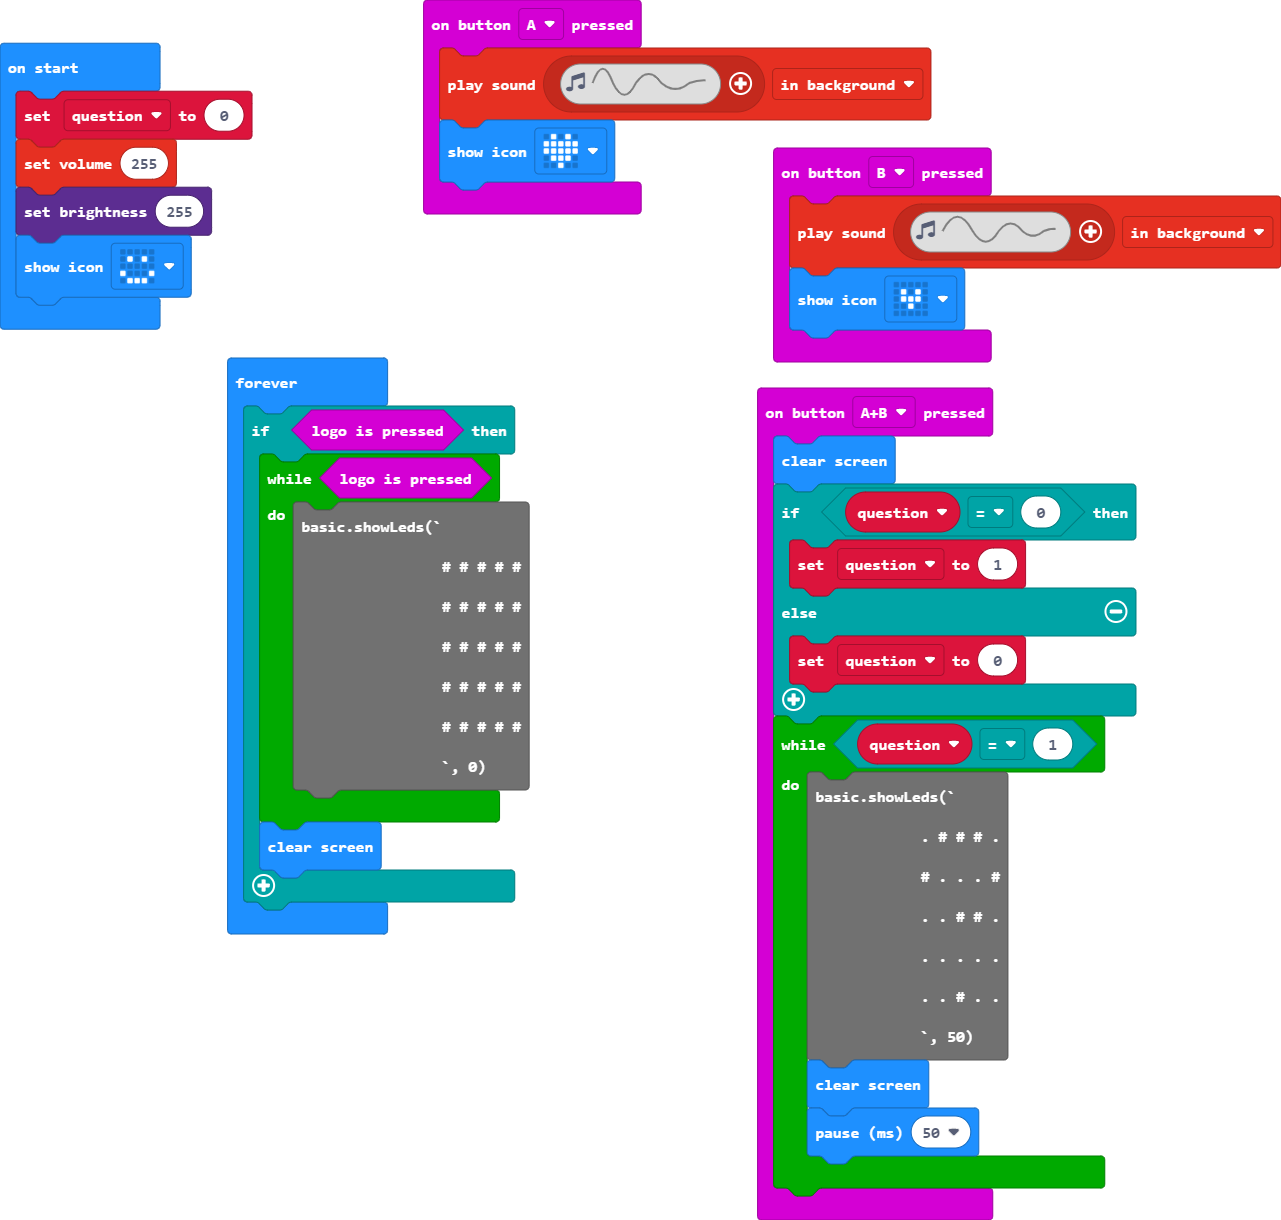 on start
set question to 0
set volume 255
set brightness 255
show icon
on button A pressed
play sound in background
show icon
on button B pressed
play sound in background
show icon
forever
if logo is pressed then
while logo is pressed
do
basic.showLeds(`
# # # # #
# # # # #
# # # # #
# # # # #
# # # # #
`, 0)
clear screen
on button A+B pressed
clear screen
if question = 0 then
set question to 1
else
set question to 0
while question = 1
do
basic.showLeds(`
. # # # .
# . . . #
. . # # .
. . . . .
. . # . .
`, 50)
clear screen
pause (ms) 50